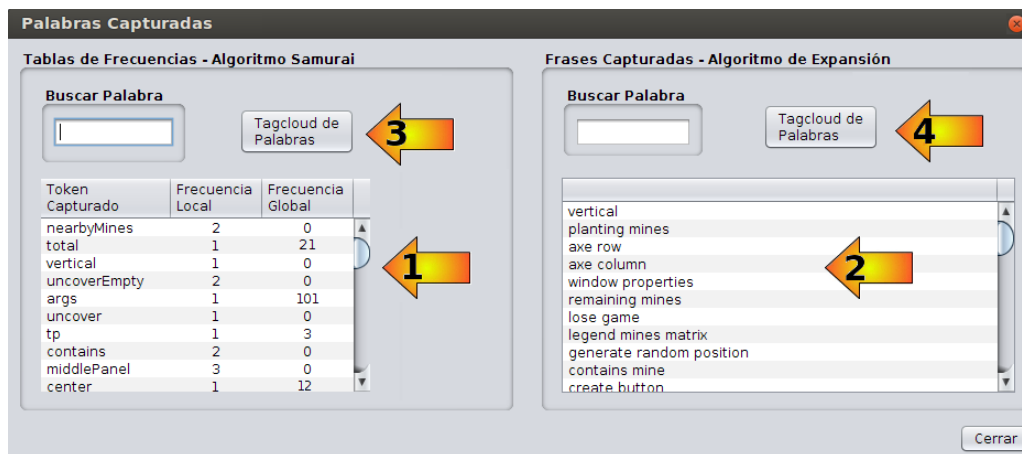 Palabras Capturadas
Tablas de Frecuencias - Algoritmo Samurai
Buscar Palabra
Tagcloud de
Palabras
3
Token
Capturado
Frecuencia
Local
Frecuencia
Global
nearbyMines 2 0
total 1 21
vertical 1 0
uncoverEmpty 2 0
args 1 101
uncover 1 0
tp 1 3
contains 2 0
middlePanel 3 0
center 1 12
1
Frases Capturadas - Algoritmo de Expansión
Buscar Palabra
Tagcloud de
Palabras
4
vertical
planting mines
axe row
axe column
window properties
remaining mines
lose game
legend mines matrix
generate random position
contains mine
create button
2
Cerrar